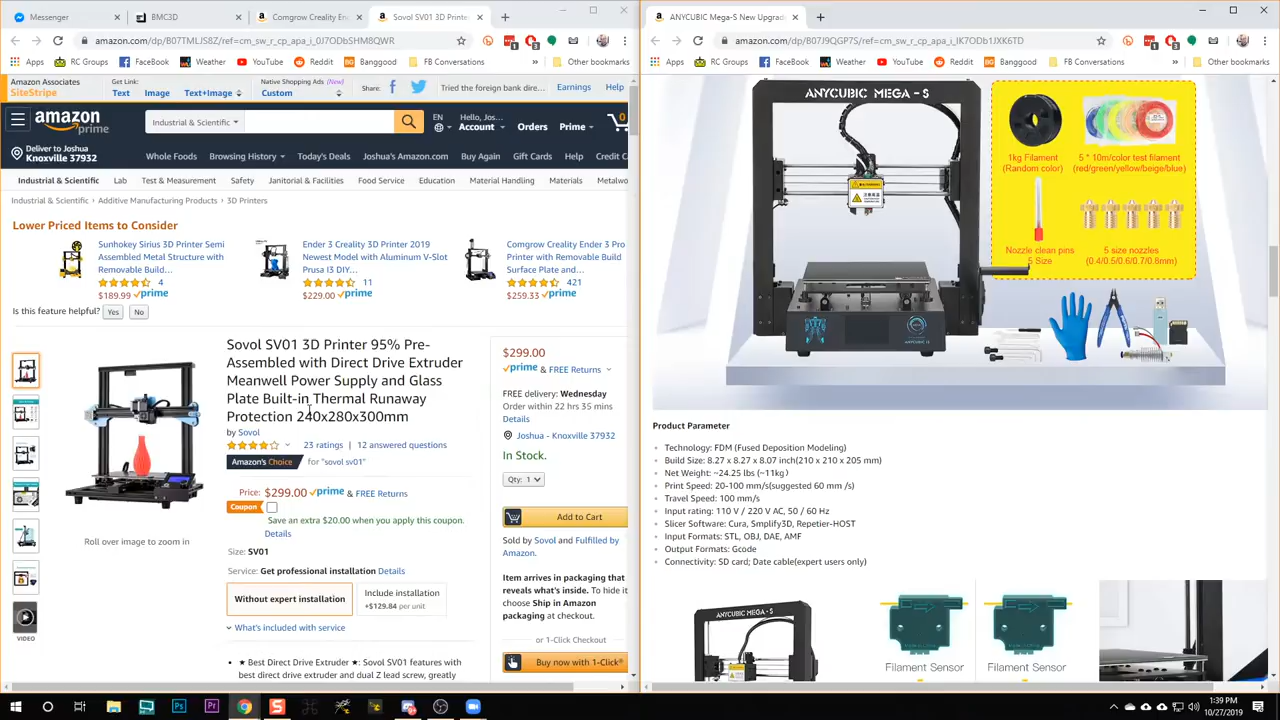 Messenger
BMC3D
Comgrow Creality En
Sovol SV01 3D Printe
amazon.com/dp/B07TMLJS8Z/ref=cm_sw_r_cp_apa_i_0J7ODbSHM8QWR
Apps
RC Groups
FaceBook
Weather
YouTube
Reddit
Banggood
FB Conversations
Other bookmarks
Amazon Associates
SiteStripe
Get Link:
Text
Image
Text+Image
Native Shopping Ads (New)
Custom
Share:
Tried the foreign bank dire...
Earnings
Help
amazon
prime
Industrial & Scientific
EN
Hello, Jos...
Account
Orders
Prime
0
Deliver to Joshua
Knoxville 37932
Whole Foods
Browsing History
Today's Deals
Joshua's Amazon.com
Buy Again
Gift Cards
Help
Credit C
Industrial & Scientific
Lab
Test & Measurement
Safety
Janitorial & Facilities
Food Service
Education
Material Handling
Materials
Metalwo
Industrial & Scientific › Additive Manufacturing Products › 3D Printers
Lower Priced Items to Consider
Sunhokey Sirius 3D Printer Semi
Assembled Metal Structure with
Removable Build...
4
$189.99 prime
Ender 3 Creality 3D Printer 2019
Newest Model with Aluminum V-Slot
Prusa I3 DIY...
11
$229.00 prime
Comgrow Creality Ender 3 Pro
Printer with Removable Build
Surface Plate and...
421
$259.33 prime
Is this feature helpful? Yes No
Sovol SV01 3D Printer 95% Pre-
Assembled with Direct Drive Extruder
Meanwell Power Supply and Glass
Plate Built-in Thermal Runaway
Protection 240x280x300mm
by Sovol
23 ratings | 12 answered questions
Amazon's Choice for "sovol sv01"
Price: $299.00 prime & FREE Returns
Coupon
Save an extra $20.00 when you apply this coupon.
Details
Size: SV01
Service: Get professional installation Details
Without expert installation
Include installation
+$129.84 per unit
What's included with service
• ★ Best Direct Drive Extruder ★: Sovol SV01 features with
best direct drive extruder and dual Z lead screw, greatly
Roll over image to zoom in
VIDEO
$299.00
prime & FREE Returns
FREE delivery: Wednesday
Order within 22 hrs 35 mins
Details
Joshua - Knoxville 37932
In Stock.
Qty: 1
Add to Cart
Sold by Sovol and Fulfilled by
Amazon.
Item arrives in packaging that
reveals what's inside. To hide it
choose Ship in Amazon
packaging at checkout.
or 1-Click Checkout
Buy now with 1-Click®
ANYCUBIC Mega-S New Upgrad
amazon.com/dp/B07J9QGP7S/ref=cm_sw_r_cp_apa_i_IK7ODb1JXK6TD
Apps
RC Groups
FaceBook
Weather
YouTube
Reddit
Banggood
FB Conversations
Other bookmarks
ANYCUBIC MEGA-S
1kg Filament
(Random color)
5 * 10m/color test filament
(red/green/yellow/beige/blue)
Nozzle clean pins
5 Size
5 size nozzles
(0.4/0.5/0.6/0.7/0.8mm)
Product Parameter
• Technology: FDM (Fused Deposition Modeling)
• Build Size: 8.27 x 8.27 x 8.07 inch(210 x 210 x 205 mm)
• Net Weight: ~24.25 lbs (~11kg)
• Print Speed: 20-100 mm/s(suggested 60 mm /s)
• Travel Speed: 100 mm/s
• Input rating: 110 V / 220 V AC, 50 / 60 Hz
• Slicer Software: Cura, Smplify3D, Repetier-HOST
• Input Formats: STL, OBJ, DAE, AMF
• Output Formats: Gcode
• Connectivity: SD card; Date cable(expert users only)
ANYCUBIC MEGA-S
Filament Sensor
Filament Sensor
1:39 PM
10/27/2019